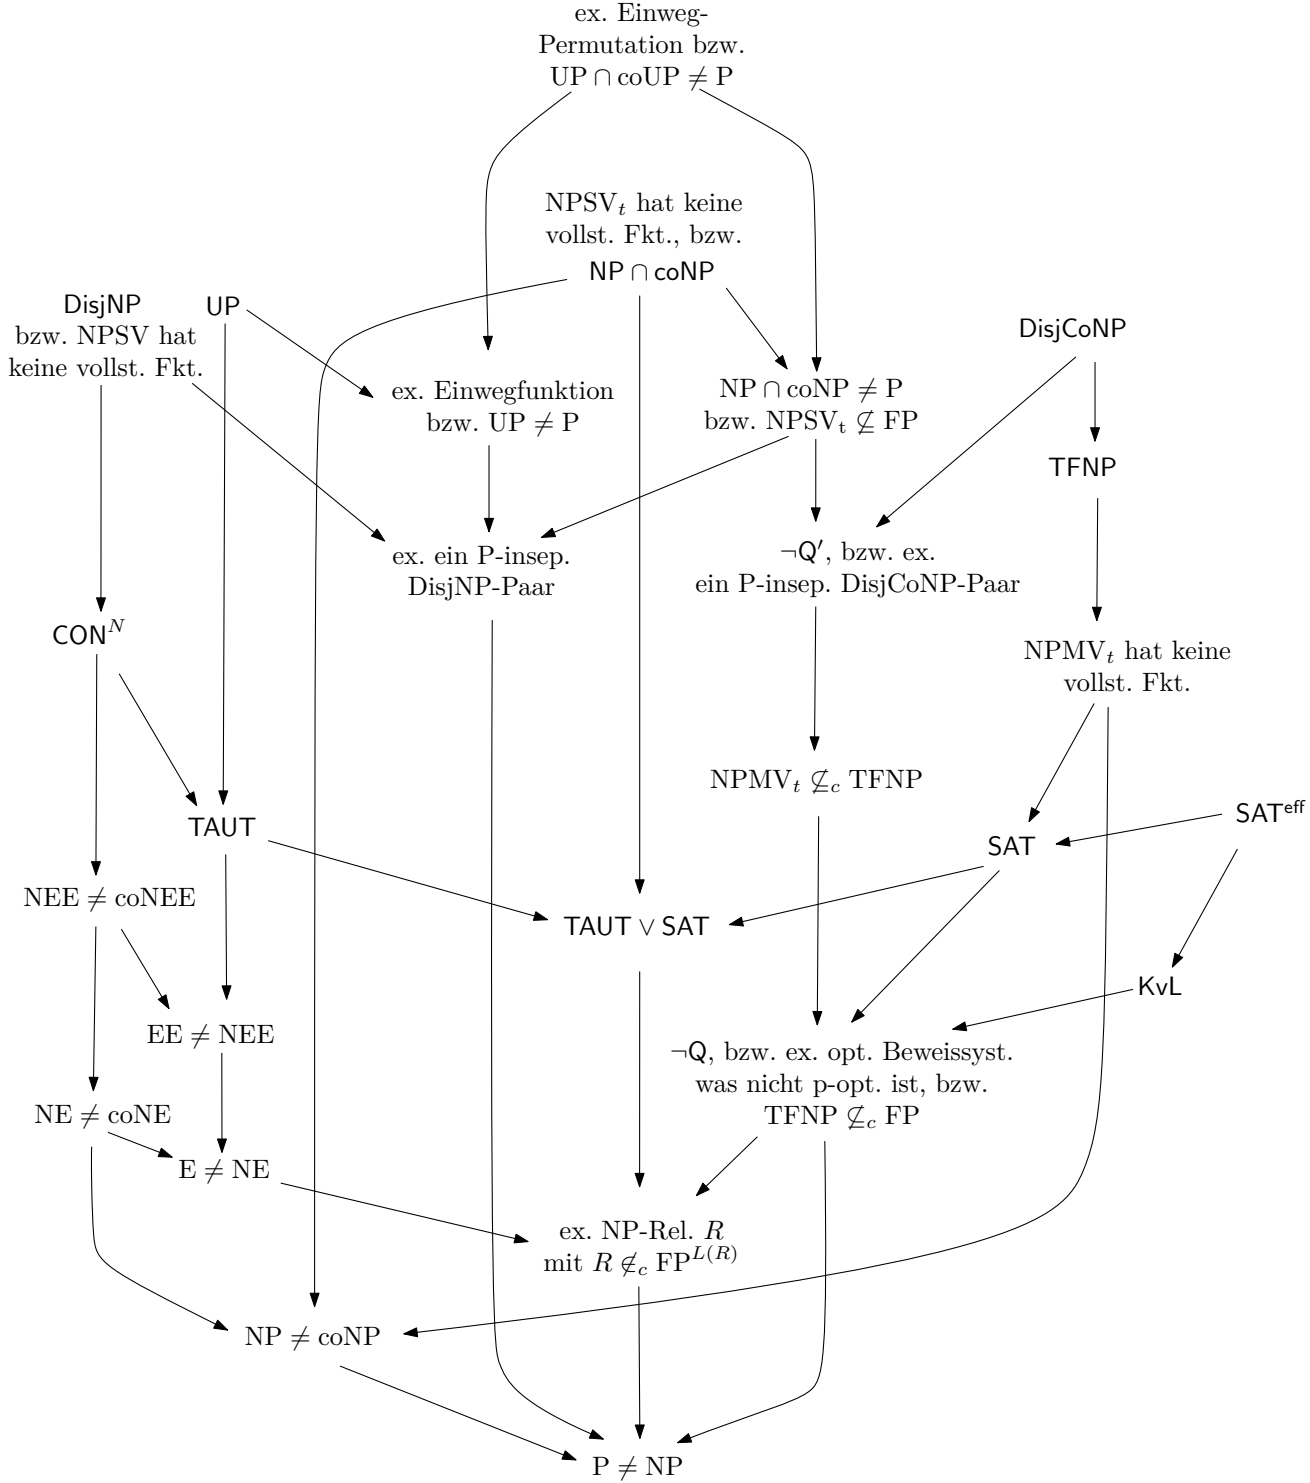 ex. Einweg-
Permutation bzw.
UP ∩ coUP ≠ P
NPSVₜ hat keine
vollst. Fkt., bzw.
NP ∩ coNP
DisjNP
bzw. NPSV hat
keine vollst. Fkt.
UP
DisjCoNP
ex. Einwegfunktion
bzw. UP ≠ P
NP ∩ coNP ≠ P
bzw. NPSVₜ ⊈ FP
TFNP
ex. ein P-insep.
DisjNP-Paar
¬Q′, bzw. ex.
ein P-insep. DisjCoNP-Paar
CON^N
NPMVₜ hat keine
vollst. Fkt.
NPMVₜ ⊈_c TFNP
TAUT
SAT^eff
SAT
NEE ≠ coNEE
TAUT ∨ SAT
KvL
EE ≠ NEE
¬Q, bzw. ex. opt. Beweissyst.
was nicht p-opt. ist, bzw.
TFNP ⊈_c FP
NE ≠ coNE
E ≠ NE
ex. NP-Rel. R
mit R ∉_c FP^L(R)
NP ≠ coNP
P ≠ NP